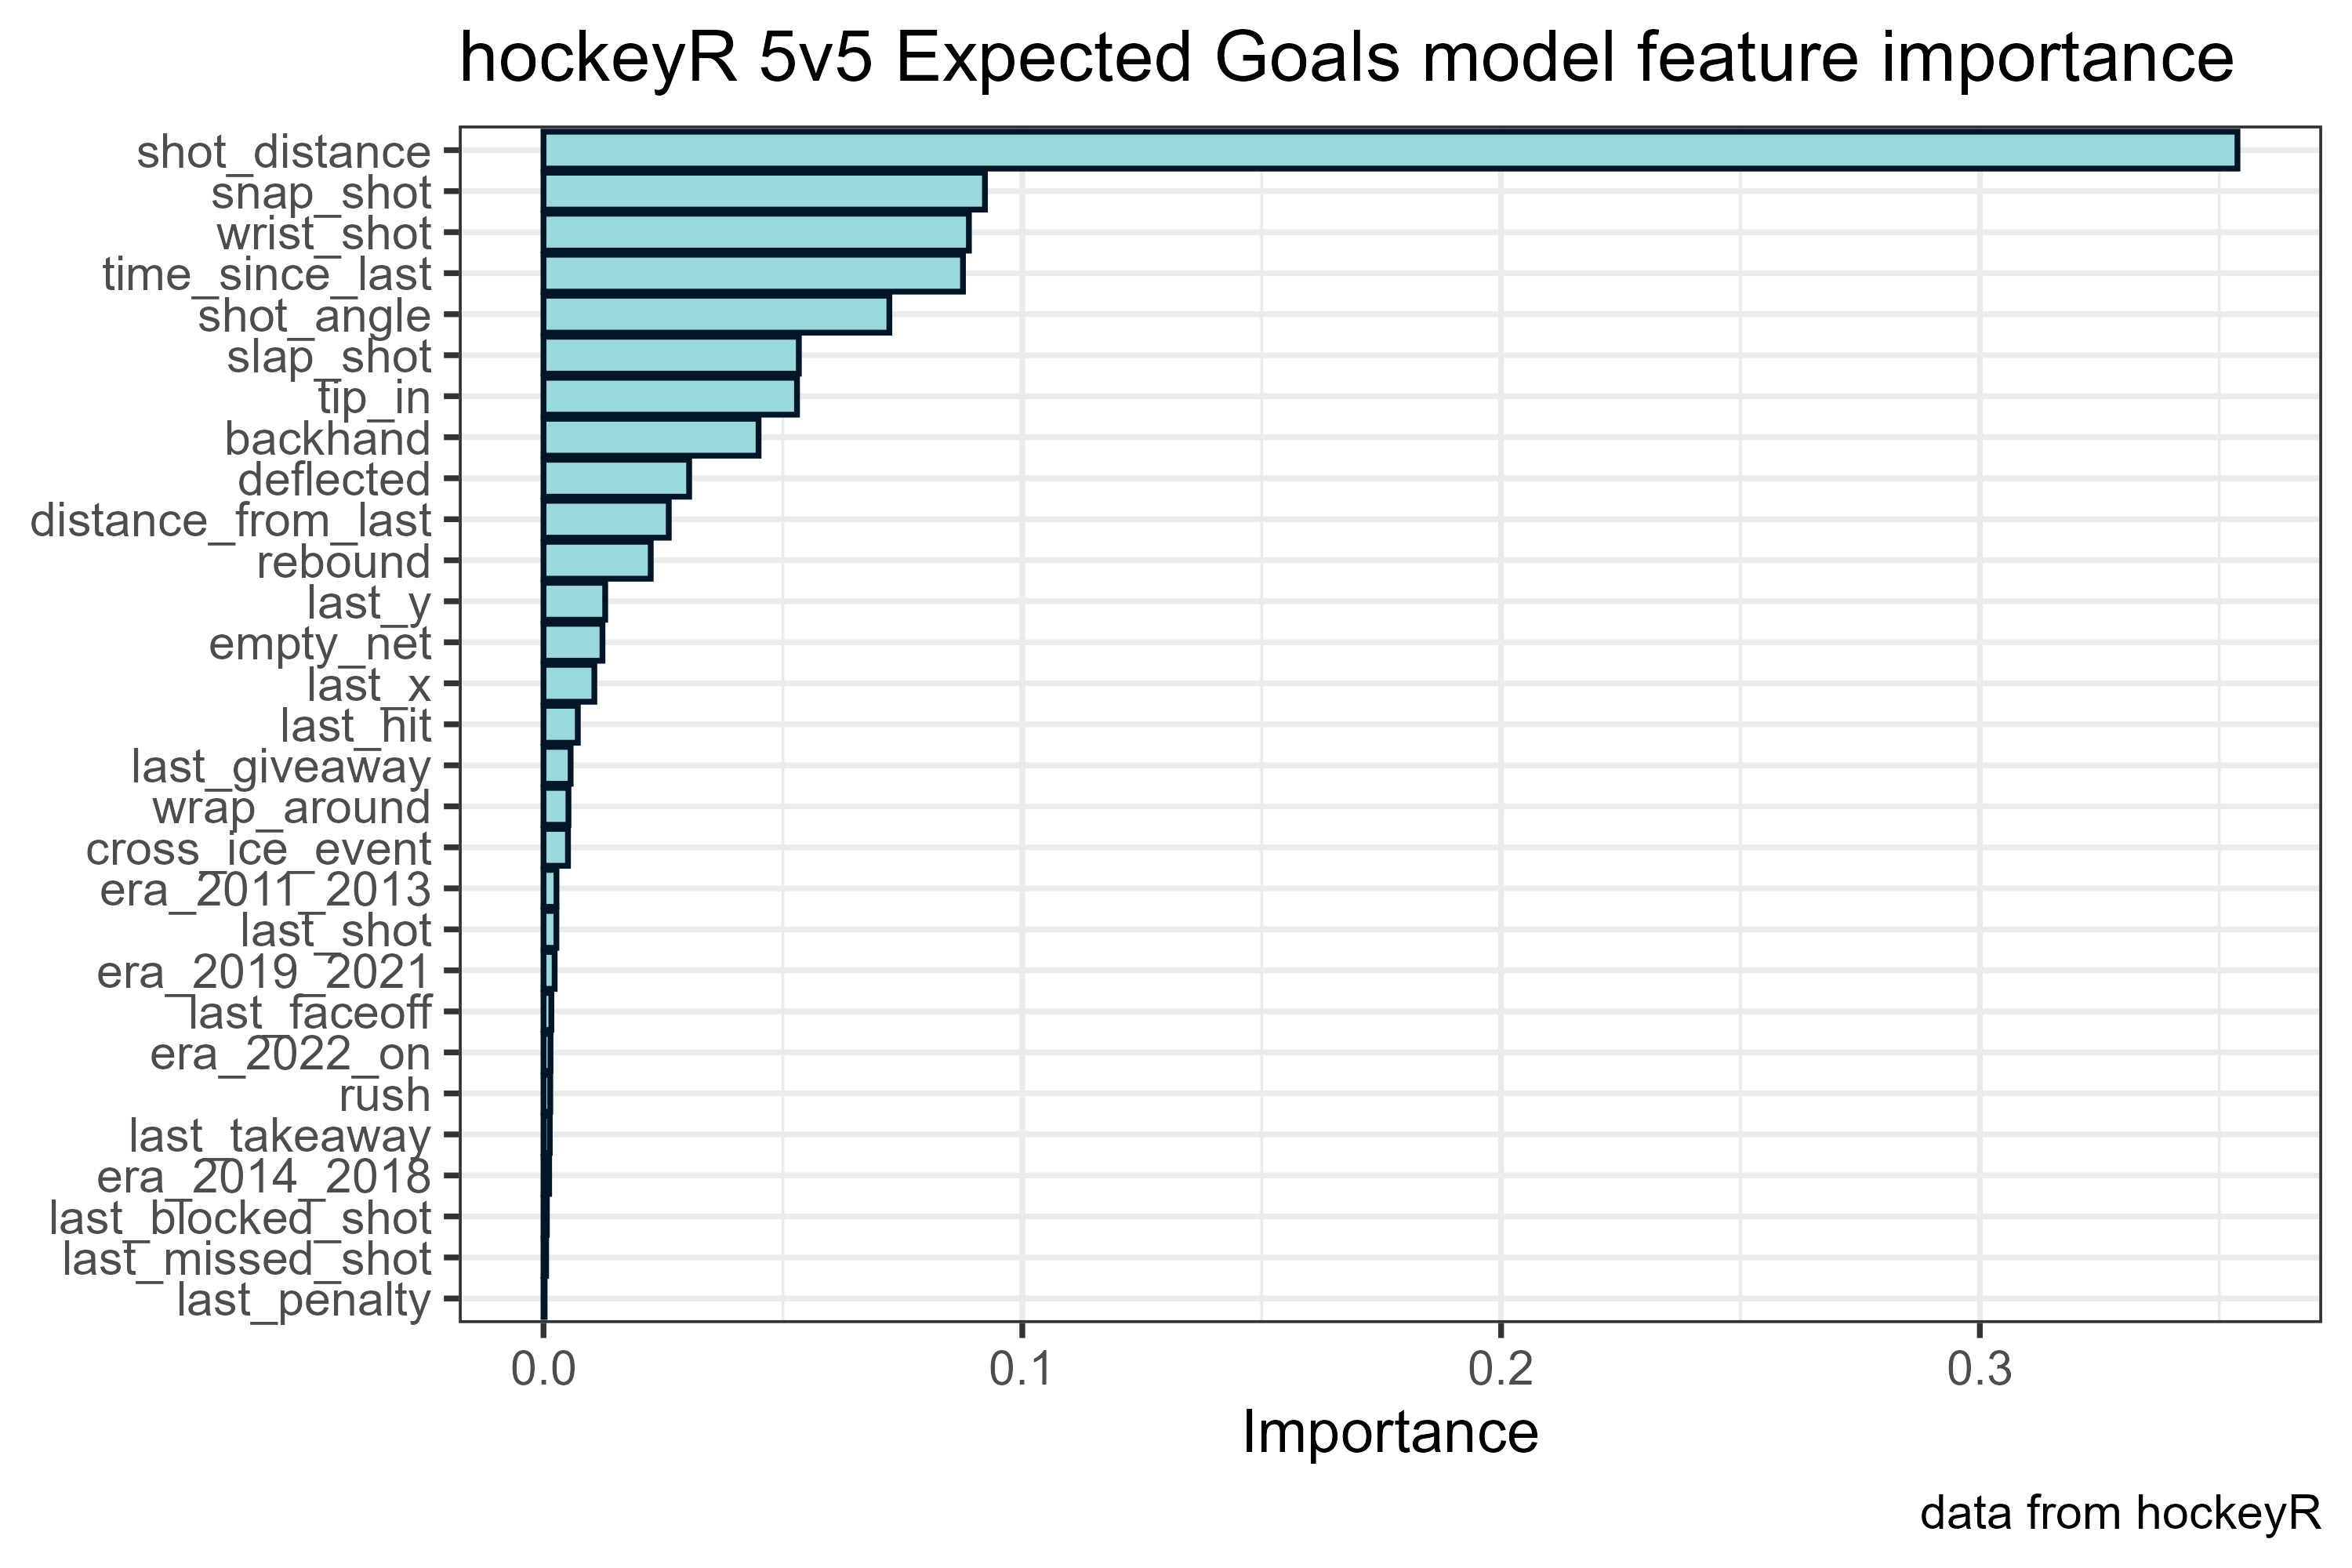 hockeyR 5v5 Expected Goals model feature importance
shot_distance
snap_shot
wrist_shot
time_since_last
shot_angle
slap_shot
tip_in
backhand
deflected
distance_from_last
rebound
last_y
empty_net
last_x
last_hit
last_giveaway
wrap_around
cross_ice_event
era_2011_2013
last_shot
era_2019_2021
last_faceoff
era_2022_on
rush
last_takeaway
era_2014_2018
last_blocked_shot
last_missed_shot
last_penalty
0.0 0.1 0.2 0.3
Importance
data from hockeyR